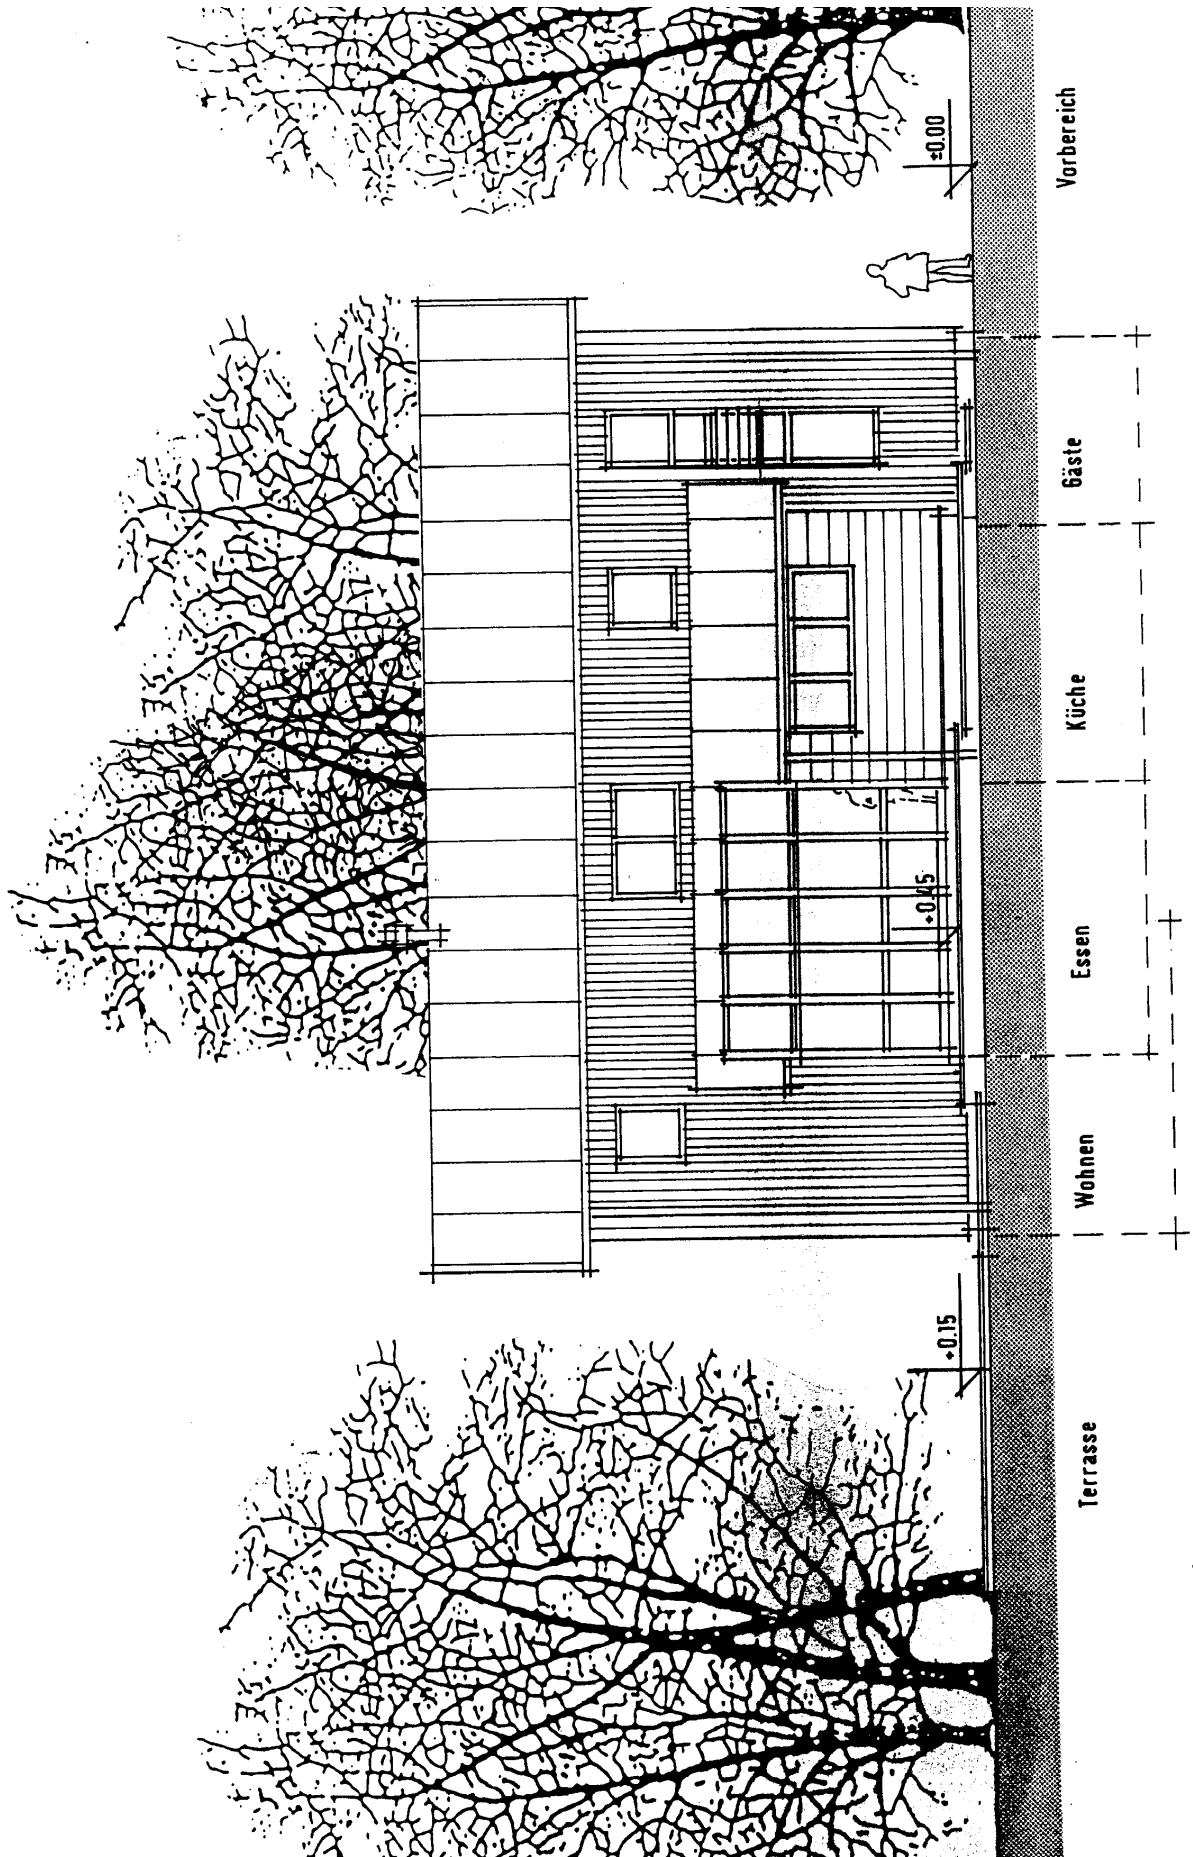 +0.15
+0.45
±0.00
Terrasse
Wohnen
Essen
Küche
Gäste
Vorbereich